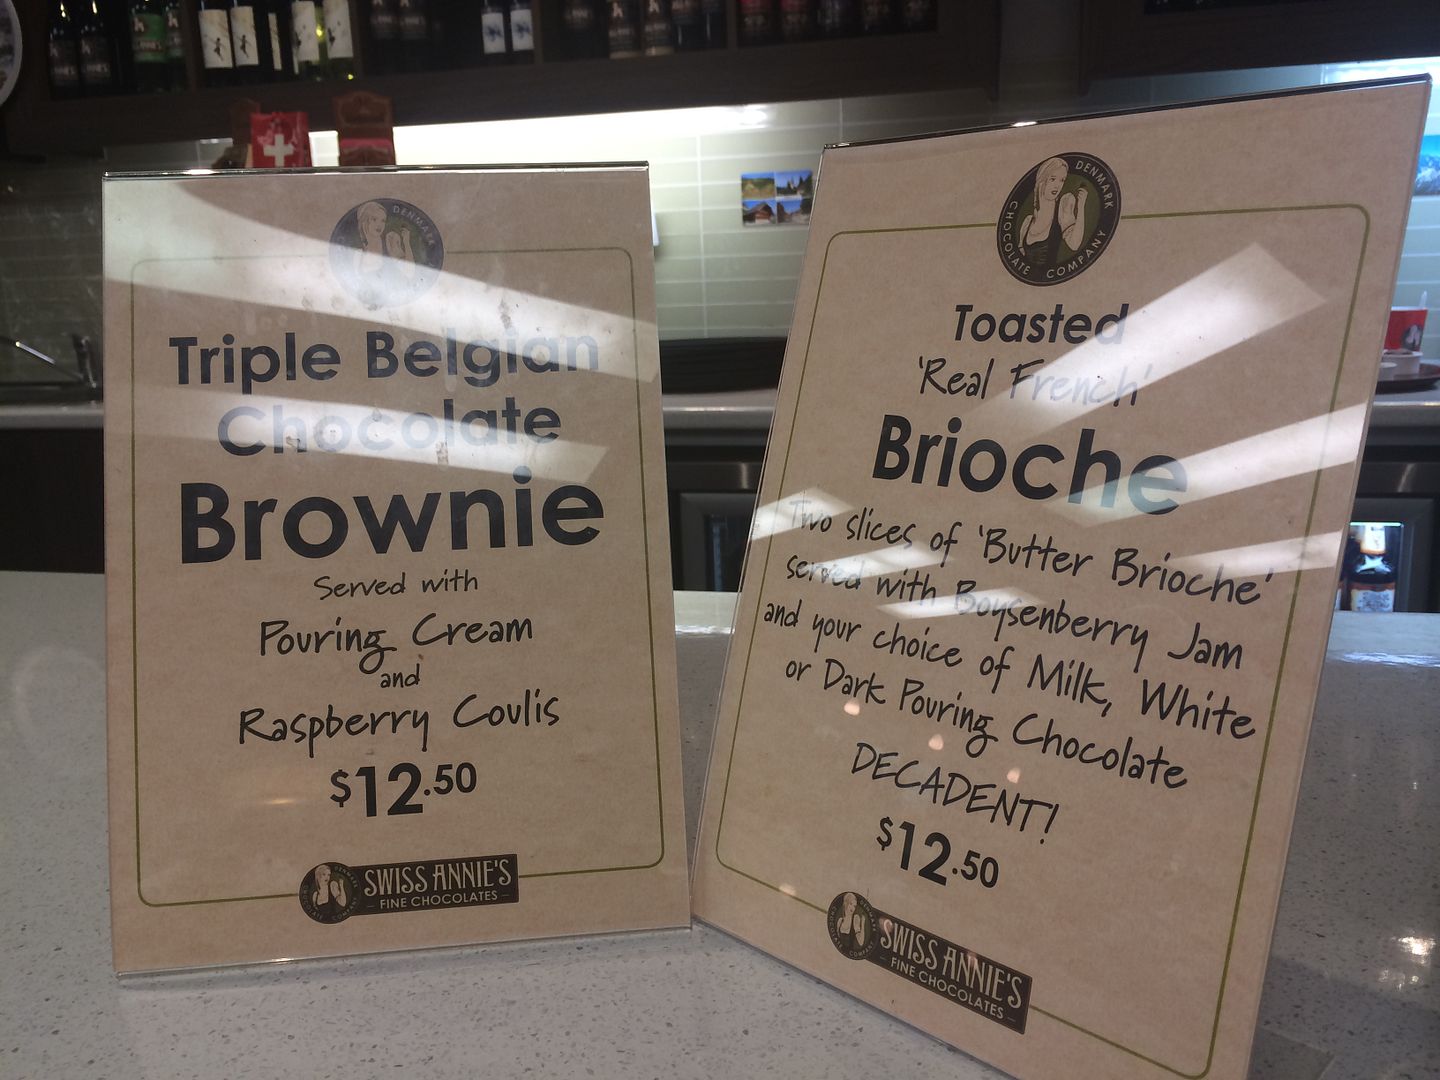 DENMARK
Triple Belgian
Chocolate
Brownie
Served with
Pouring Cream
and
Raspberry Coulis
$12.50
SWISS ANNIE'S
FINE CHOCOLATES
DENMARK
CHOCOLATE COMPANY
Toasted
'Real French'
Brioche
Two slices of 'Butter Brioche'
served with Boysenberry Jam
and your choice of Milk, White
or Dark Pouring Chocolate
DECADENT!
$12.50
SWISS ANNIE'S
FINE CHOCOLATES